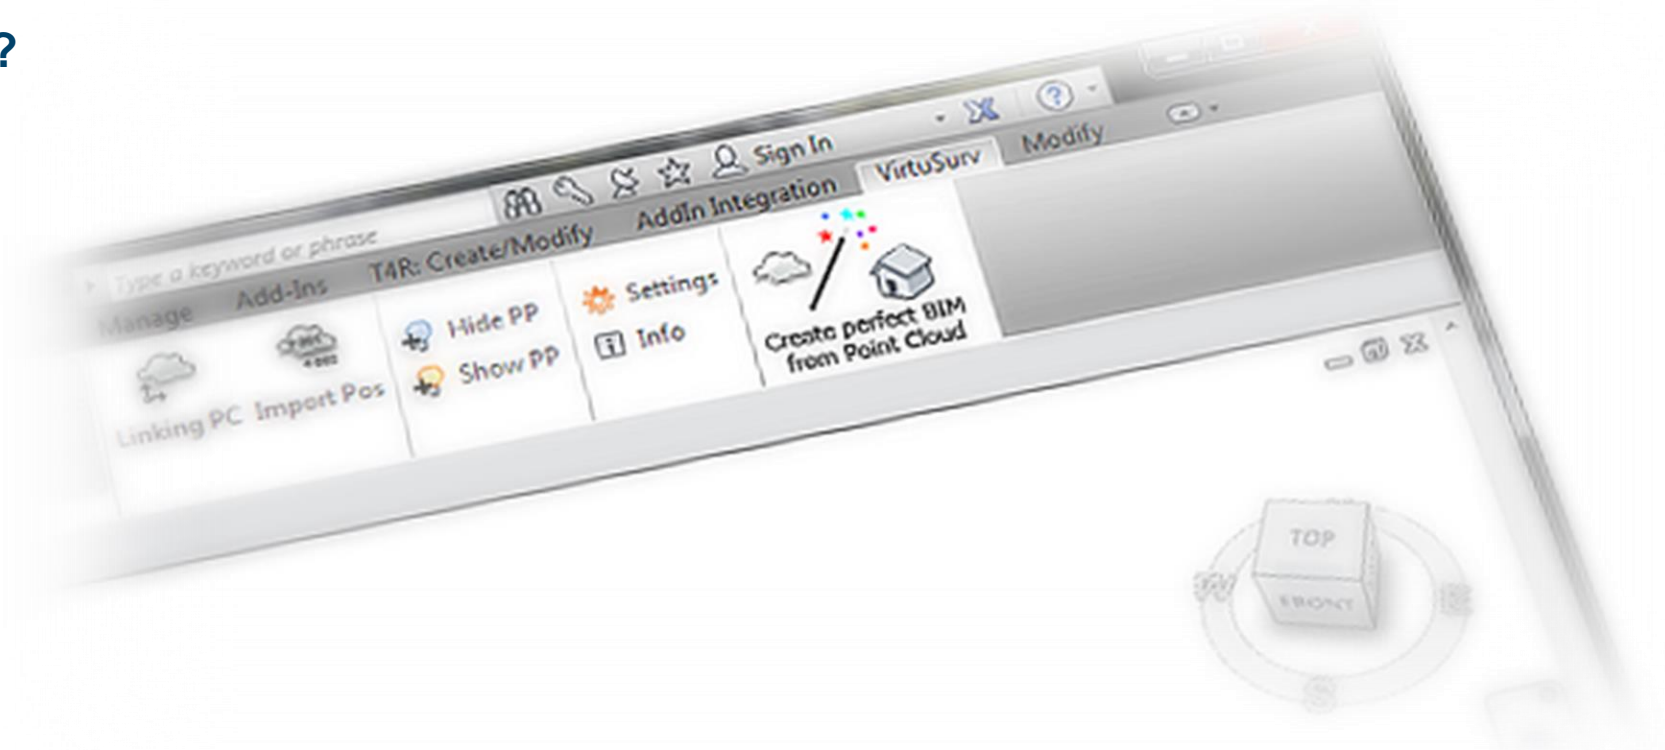 ?
Type a keyword or phrase
Sign In
Manage
Add-Ins
T4R: Create/Modify
AddIn Integration
VirtuSurv
Modify
Linking PC
Import Pos
Hide PP
Show PP
Settings
Info
Create perfect BIM
from Point Cloud
TOP
FRONT
W
E
S